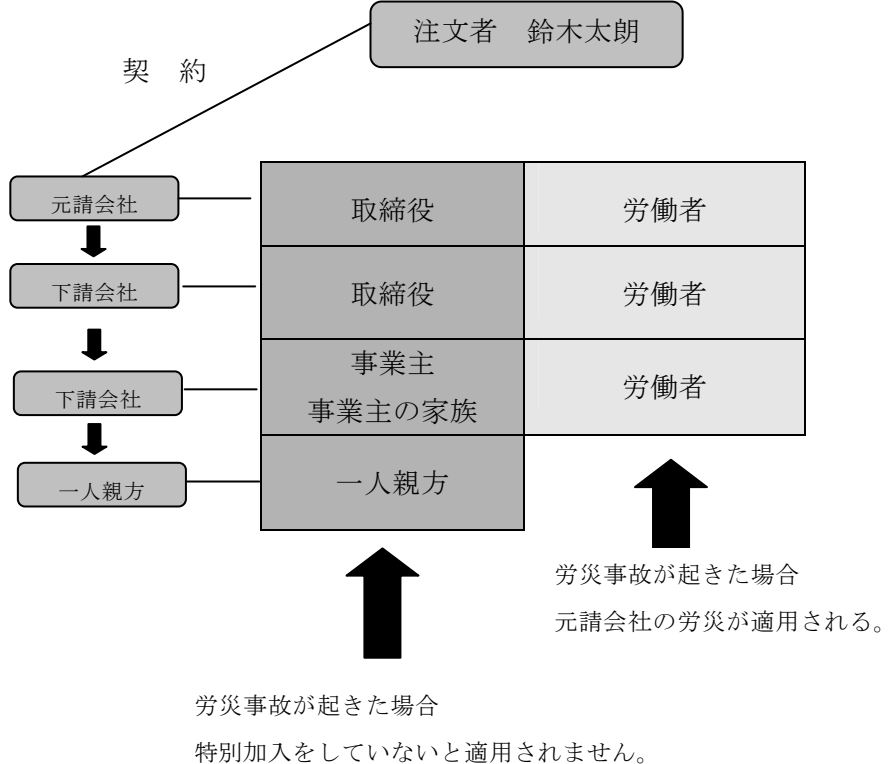 注文者　鈴木太朗
契　約
元請会社
取締役
労働者
下請会社
取締役
労働者
下請会社
事業主
事業主の家族
労働者
一人親方
一人親方
労災事故が起きた場合
元請会社の労災が適用される。
労災事故が起きた場合
特別加入をしていないと適用されません。